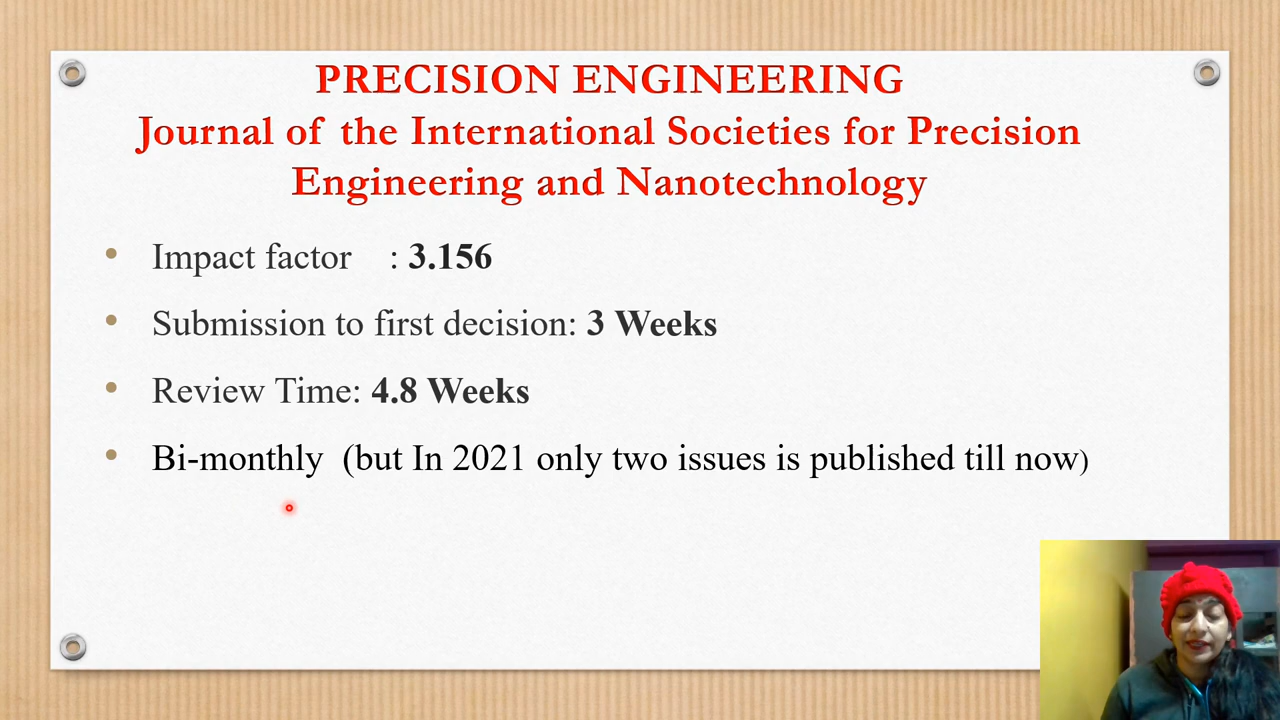 PRECISION ENGINEERING
Journal of the International Societies for Precision
Engineering and Nanotechnology
• Impact factor : 3.156
• Submission to first decision: 3 Weeks
• Review Time: 4.8 Weeks
• Bi-monthly (but In 2021 only two issues is published till now)